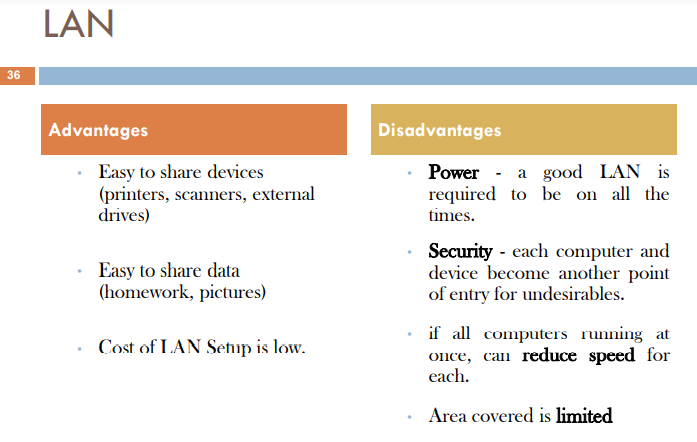 LAN
36
Advantages
• Easy to share devices
(printers, scanners, external
drives)
• Easy to share data
(homework, pictures)
• Cost of LAN Setup is low.
Disadvantages
• Power - a good LAN is
required to be on all the
times.
• Security - each computer and
device become another point
of entry for undesirables.
• if all computers running at
once, can reduce speed for
each.
• Area covered is limited